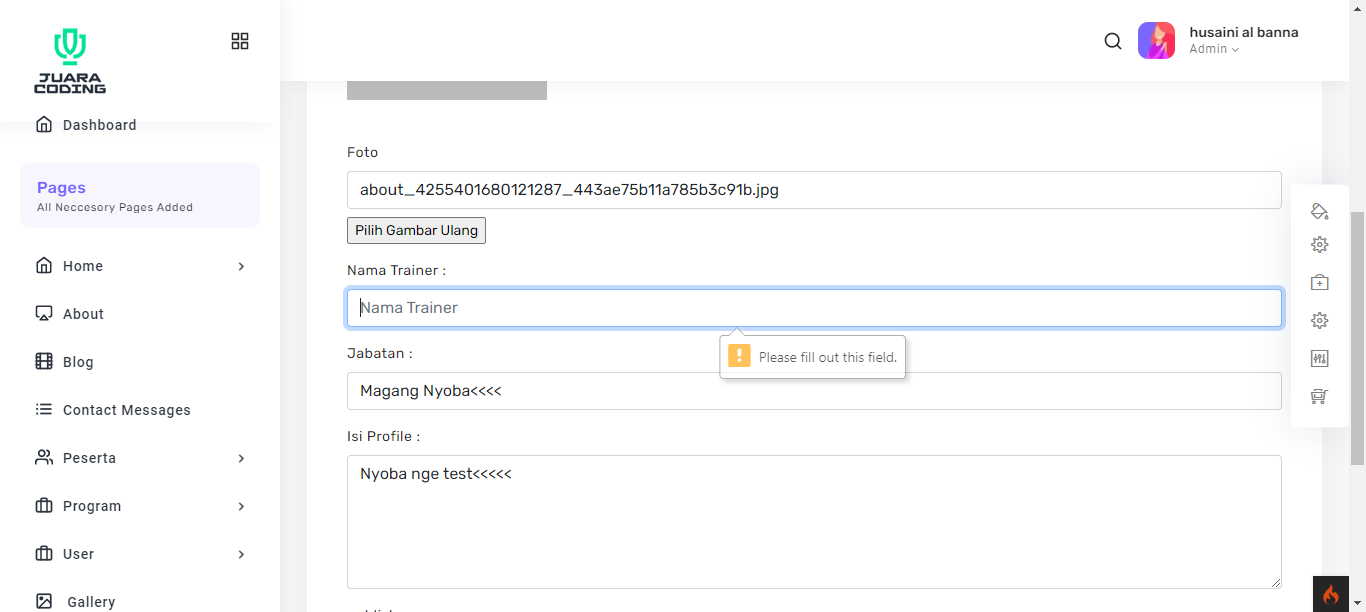 JUARA
CODING
husaini al banna
Admin
Dashboard
Pages
All Neccesory Pages Added
Home
About
Blog
Contact Messages
Peserta
Program
User
Gallery
Foto
about_4255401680121287_443ae75b11a785b3c91b.jpg
Pilih Gambar Ulang
Nama Trainer :
Nama Trainer
Please fill out this field.
Jabatan :
Magang Nyoba<<<<
Isi Profile :
Nyoba nge test<<<<<